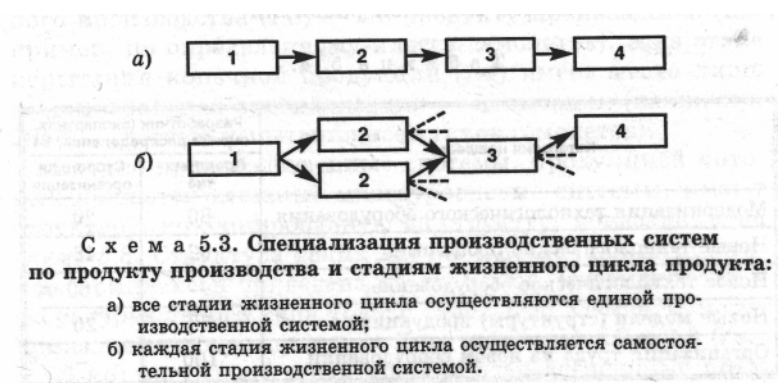 а) 1 2 3 4
2 4
б) 1 3
2
Схема 5.3. Специализация производственных систем
по продукту производства и стадиям жизненного цикла продукта:
а) все стадии жизненного цикла осуществляются единой про-
изводственной системой;
б) каждая стадия жизненного цикла осуществляется самостоя-
тельной производственной системой.